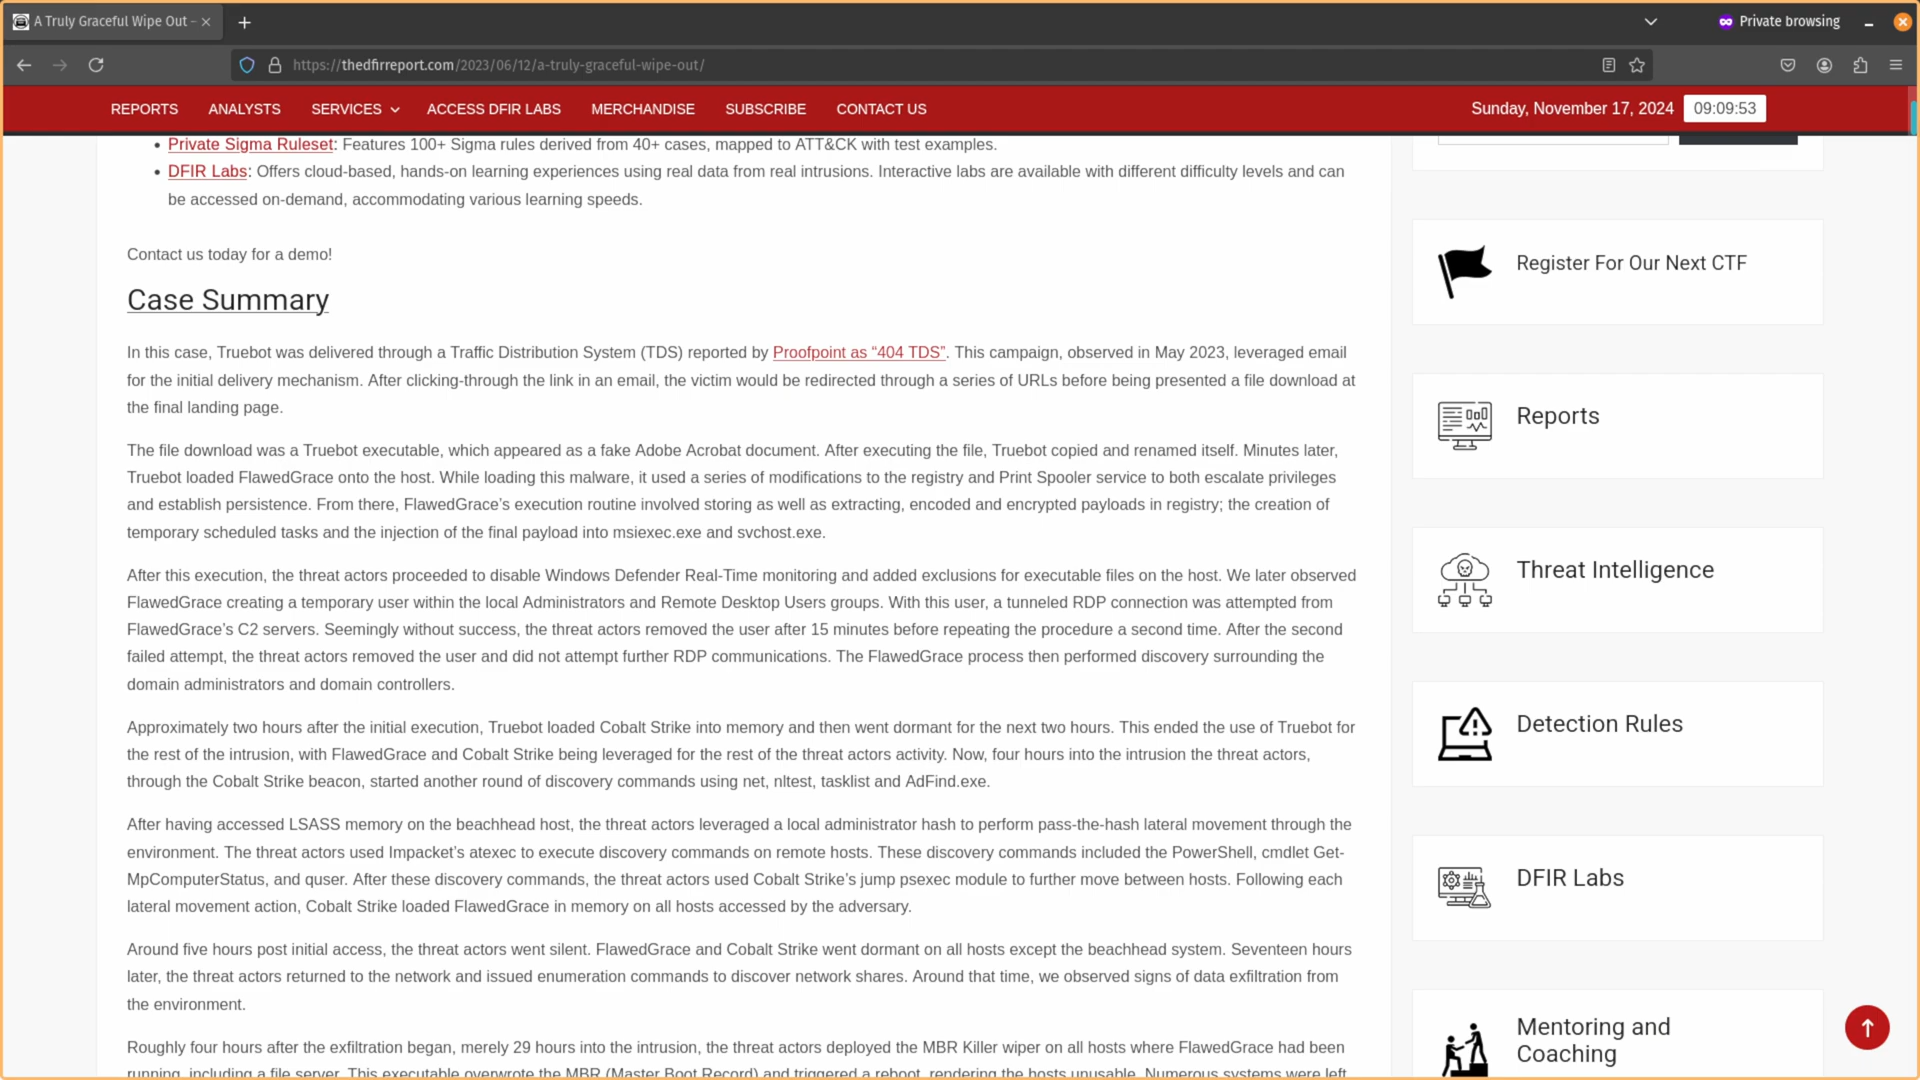 A Truly Graceful Wipe Out -
Private browsing
https://thedfirreport.com/2023/06/12/a-truly-graceful-wipe-out/
REPORTS ANALYSTS SERVICES ACCESS DFIR LABS MERCHANDISE SUBSCRIBE CONTACT US
Sunday, November 17, 2024 09:09:53
• Private Sigma Ruleset: Features 100+ Sigma rules derived from 40+ cases, mapped to ATT&CK with test examples.
• DFIR Labs: Offers cloud-based, hands-on learning experiences using real data from real intrusions. Interactive labs are available with different difficulty levels and can
be accessed on-demand, accommodating various learning speeds.
Contact us today for a demo!
Case Summary
In this case, Truebot was delivered through a Traffic Distribution System (TDS) reported by Proofpoint as “404 TDS”. This campaign, observed in May 2023, leveraged email
for the initial delivery mechanism. After clicking-through the link in an email, the victim would be redirected through a series of URLs before being presented a file download at
the final landing page.
The file download was a Truebot executable, which appeared as a fake Adobe Acrobat document. After executing the file, Truebot copied and renamed itself. Minutes later,
Truebot loaded FlawedGrace onto the host. While loading this malware, it used a series of modifications to the registry and Print Spooler service to both escalate privileges
and establish persistence. From there, FlawedGrace’s execution routine involved storing as well as extracting, encoded and encrypted payloads in registry; the creation of
temporary scheduled tasks and the injection of the final payload into msiexec.exe and svchost.exe.
After this execution, the threat actors proceeded to disable Windows Defender Real-Time monitoring and added exclusions for executable files on the host. We later observed
FlawedGrace creating a temporary user within the local Administrators and Remote Desktop Users groups. With this user, a tunneled RDP connection was attempted from
FlawedGrace’s C2 servers. Seemingly without success, the threat actors removed the user after 15 minutes before repeating the procedure a second time. After the second
failed attempt, the threat actors removed the user and did not attempt further RDP communications. The FlawedGrace process then performed discovery surrounding the
domain administrators and domain controllers.
Approximately two hours after the initial execution, Truebot loaded Cobalt Strike into memory and then went dormant for the next two hours. This ended the use of Truebot for
the rest of the intrusion, with FlawedGrace and Cobalt Strike being leveraged for the rest of the threat actors activity. Now, four hours into the intrusion the threat actors,
through the Cobalt Strike beacon, started another round of discovery commands using net, nltest, tasklist and AdFind.exe.
After having accessed LSASS memory on the beachhead host, the threat actors leveraged a local administrator hash to perform pass-the-hash lateral movement through the
environment. The threat actors used Impacket’s atexec to execute discovery commands on remote hosts. These discovery commands included the PowerShell, cmdlet Get-
MpComputerStatus, and quser. After these discovery commands, the threat actors used Cobalt Strike’s jump psexec module to further move between hosts. Following each
lateral movement action, Cobalt Strike loaded FlawedGrace in memory on all hosts accessed by the adversary.
Around five hours post initial access, the threat actors went silent. FlawedGrace and Cobalt Strike went dormant on all hosts except the beachhead system. Seventeen hours
later, the threat actors returned to the network and issued enumeration commands to discover network shares. Around that time, we observed signs of data exfiltration from
the environment.
Roughly four hours after the exfiltration began, merely 29 hours into the intrusion, the threat actors deployed the MBR Killer wiper on all hosts where FlawedGrace had been
running, including a file server. This executable overwrote the MBR (Master Boot Record) and triggered a reboot, rendering the hosts unusable. Numerous systems were left
Register For Our Next CTF
Reports
Threat Intelligence
Detection Rules
DFIR Labs
Mentoring and
Coaching